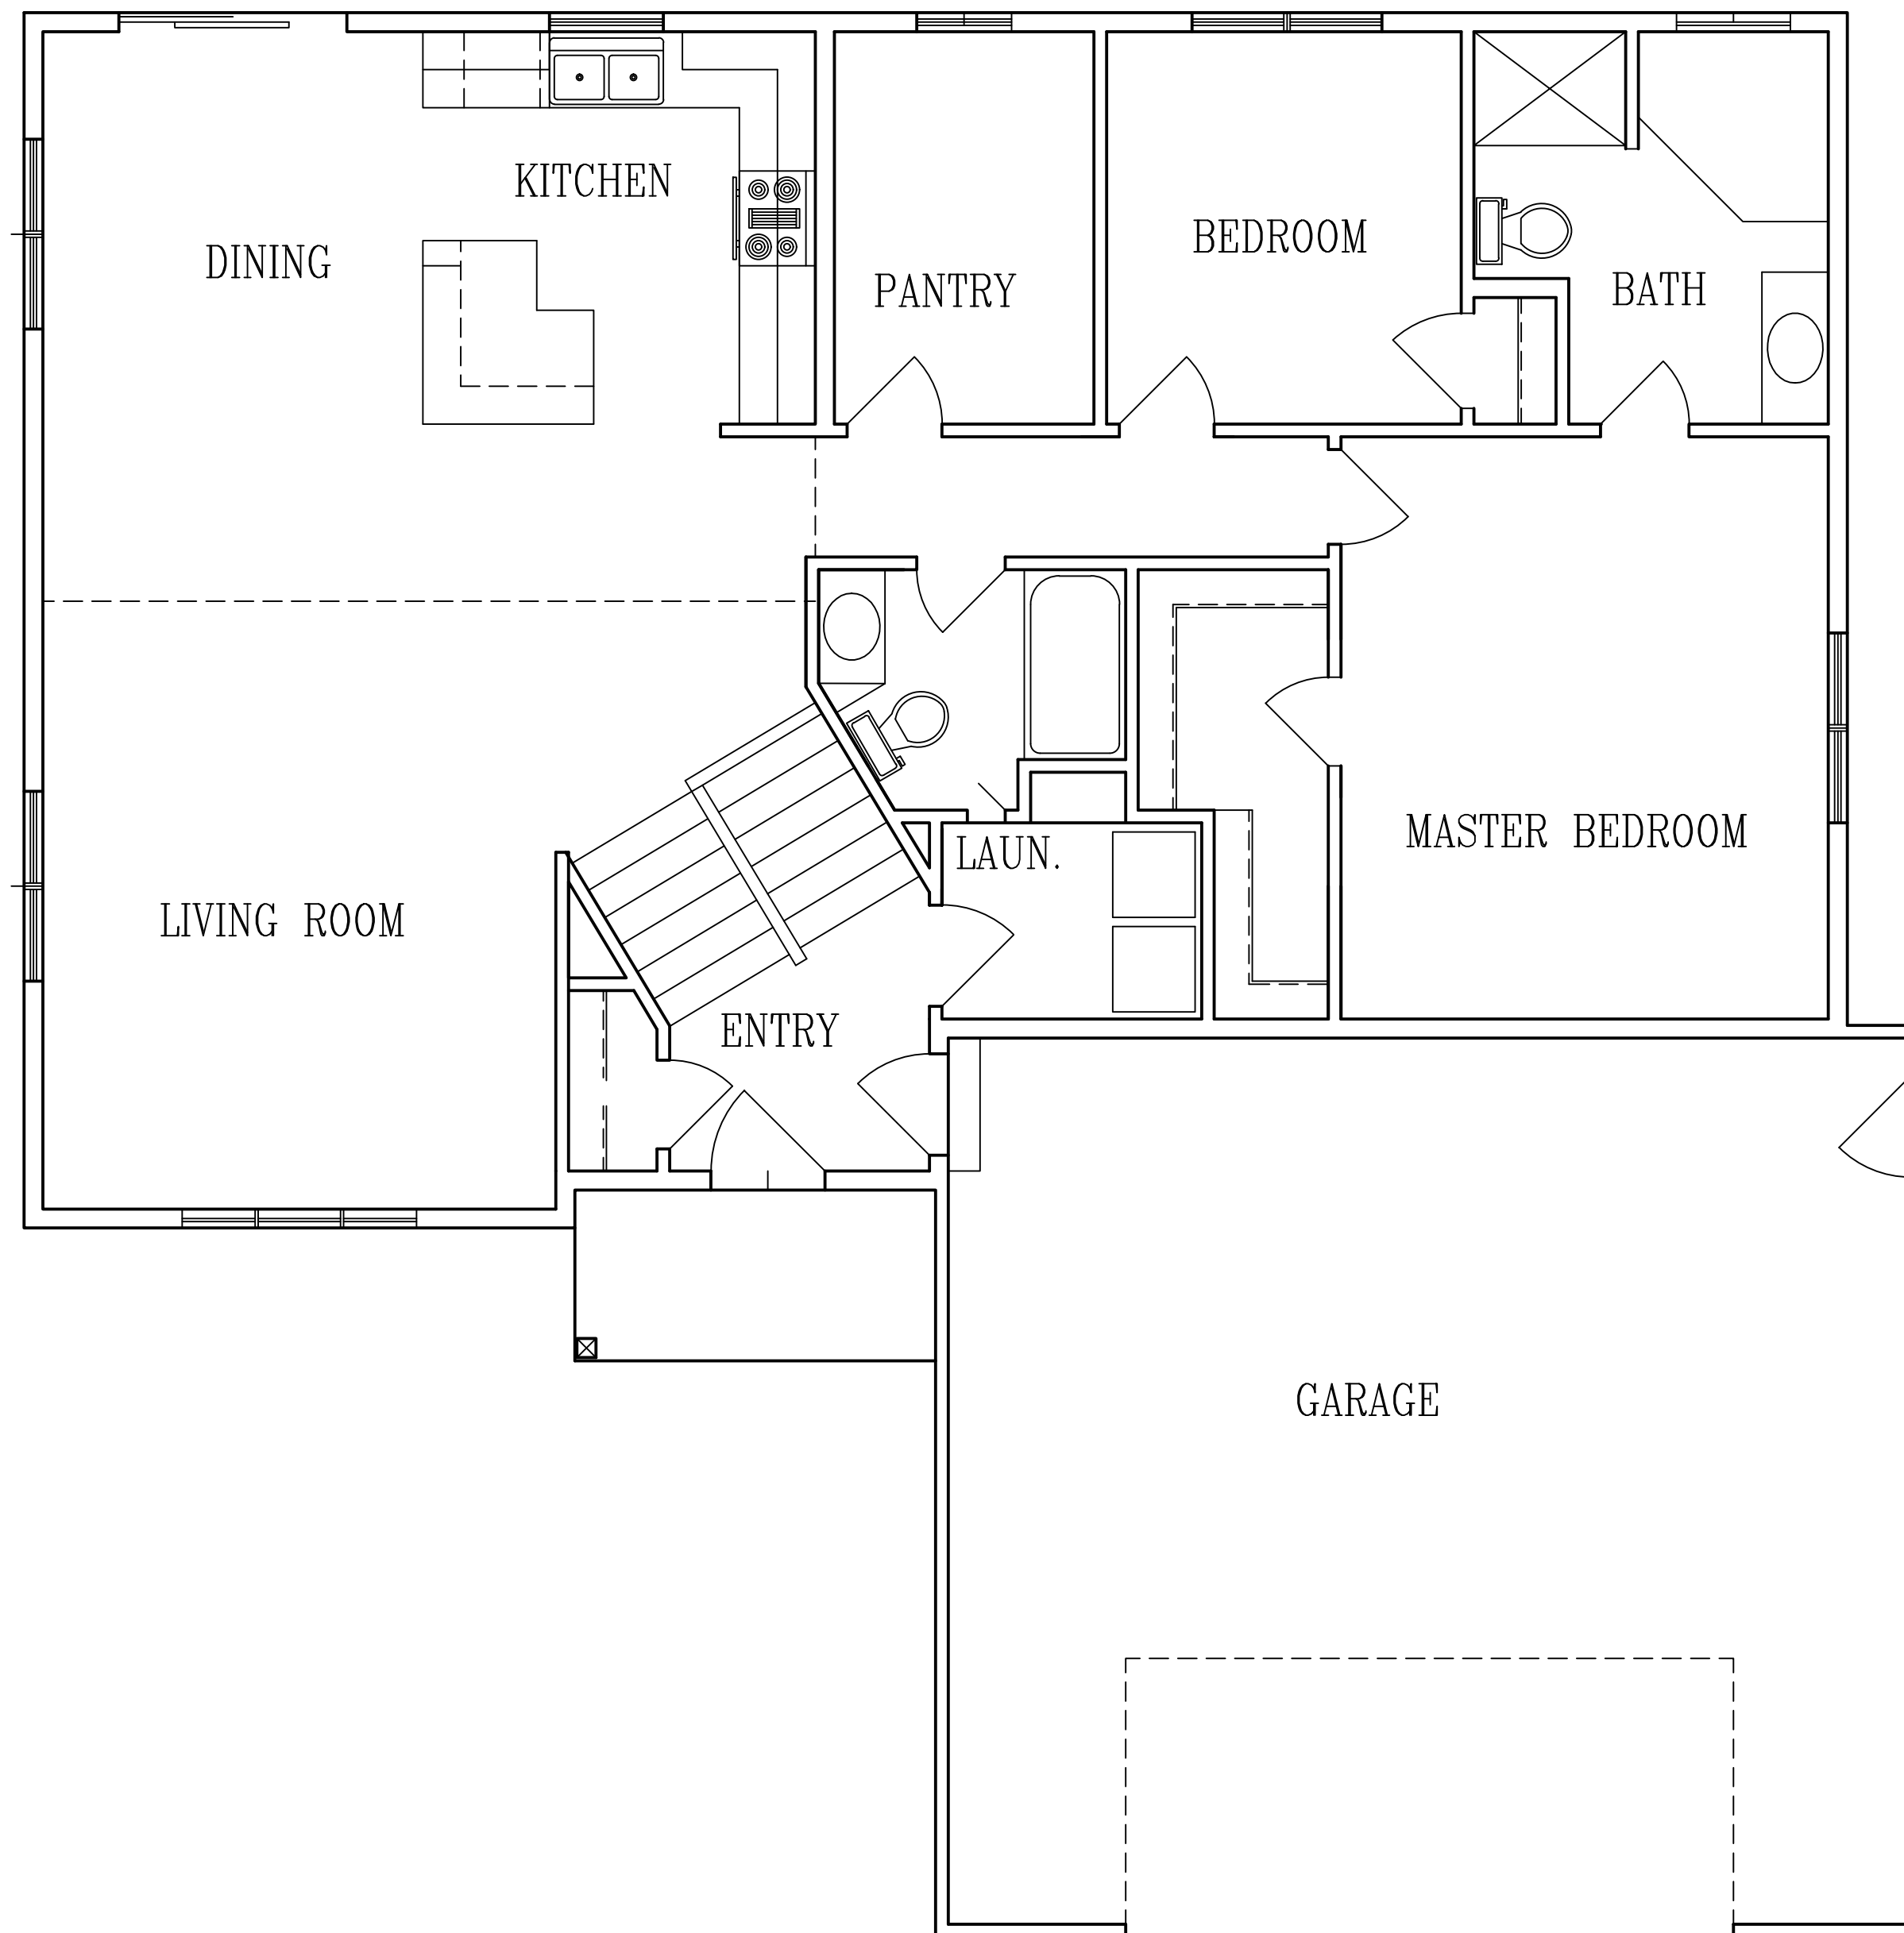 KITCHEN
DINING
PANTRY
BEDROOM
BATH
LIVING ROOM
LAUN.
MASTER BEDROOM
ENTRY
GARAGE